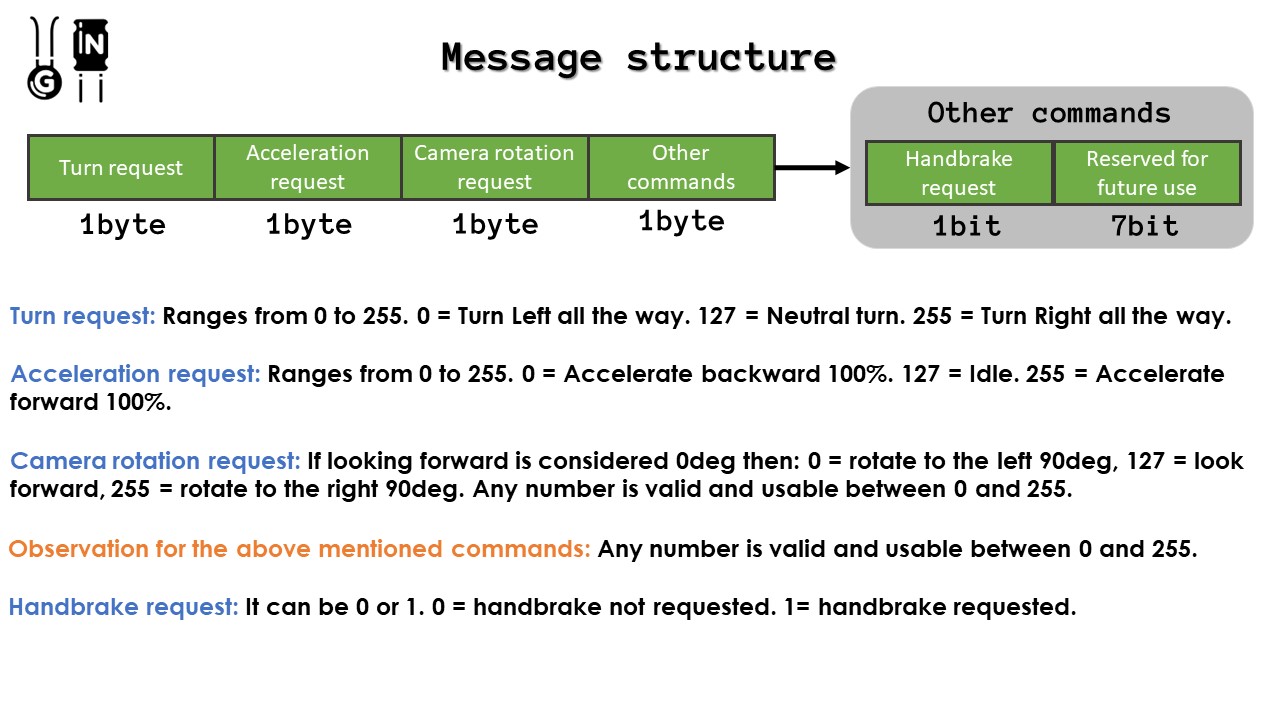 G
iN
Message structure
Other commands
Turn request
Acceleration
request
Camera rotation
request
Other
commands
Handbrake
request
Reserved for
future use
1byte
1byte
1byte
1byte
1bit
7bit
Turn request: Ranges from 0 to 255. 0 = Turn Left all the way. 127 = Neutral turn. 255 = Turn Right all the way.
Acceleration request: Ranges from 0 to 255. 0 = Accelerate backward 100%. 127 = Idle. 255 = Accelerate
forward 100%.
Camera rotation request: If looking forward is considered 0deg then: 0 = rotate to the left 90deg, 127 = look
forward, 255 = rotate to the right 90deg. Any number is valid and usable between 0 and 255.
Observation for the above mentioned commands: Any number is valid and usable between 0 and 255.
Handbrake request: It can be 0 or 1. 0 = handbrake not requested. 1= handbrake requested.